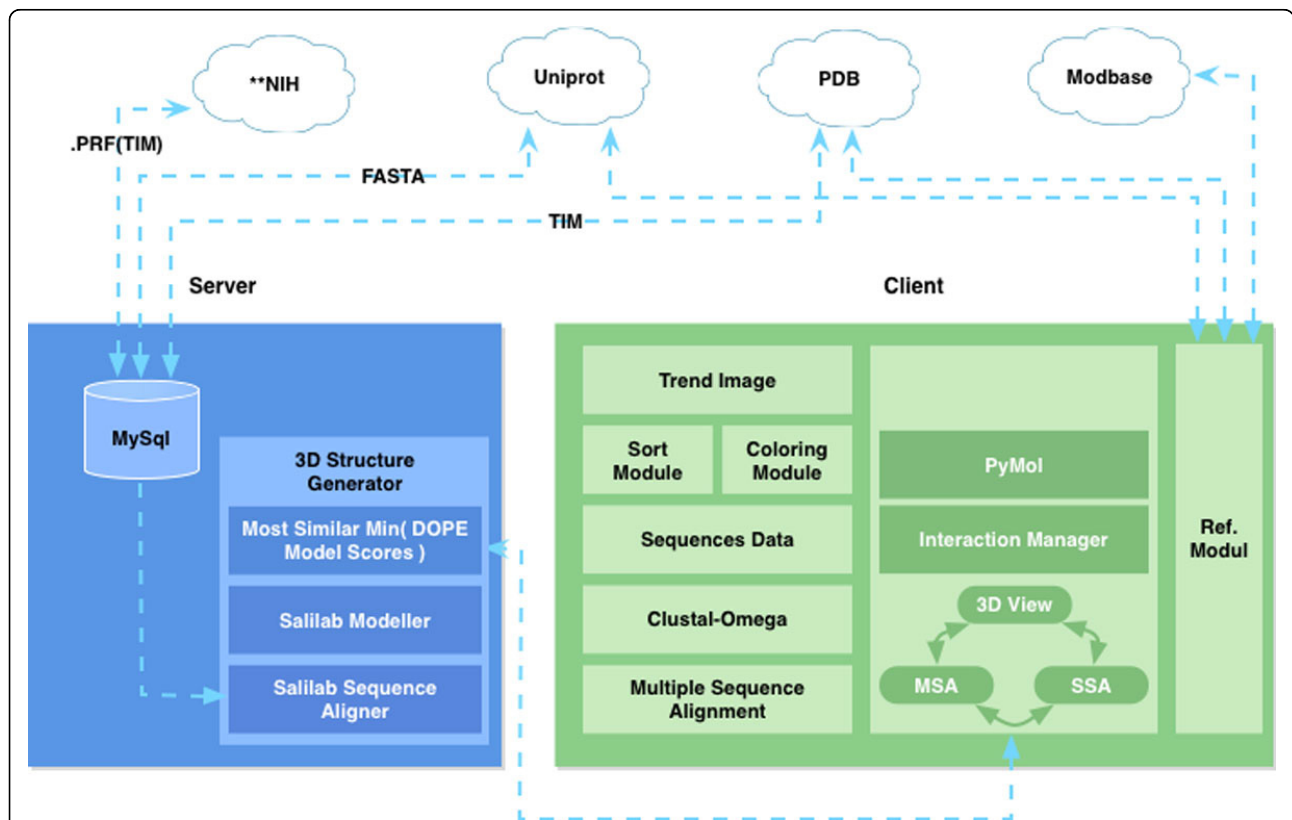 **NIH
Uniprot
PDB
Modbase
.PRF(TIM)
FASTA
TIM
Server
Client
MySql
3D Structure
Generator
Most Similar Min( DOPE
Model Scores )
Salilab Modeller
Salilab Sequence
Aligner
Trend Image
Sort
Module
Coloring
Module
Sequences Data
Clustal-Omega
Multiple Sequence
Alignment
PyMol
Interaction Manager
3D View
MSA
SSA
Ref.
Modul